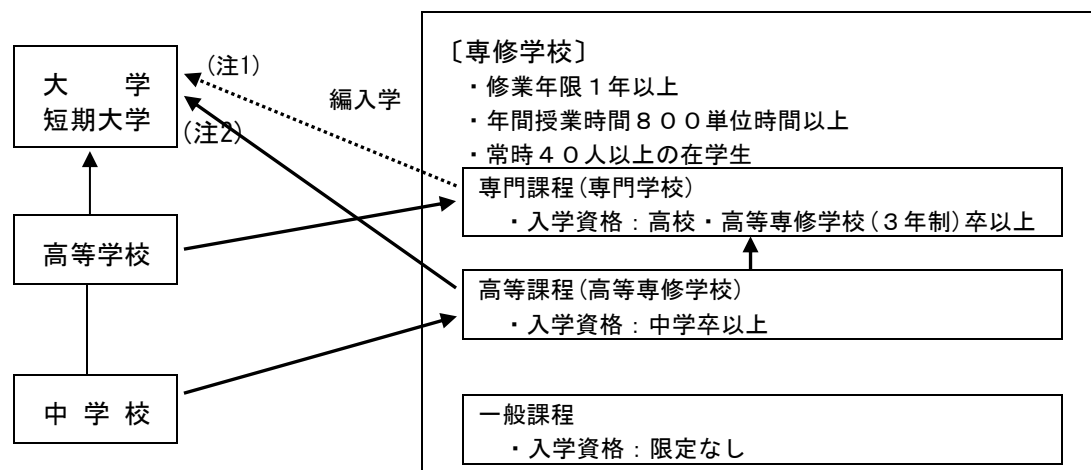 大　　学
短期大学
(注1)
(注2)
編入学
高等学校
中 学 校
〔専修学校〕
・修業年限１年以上
・年間授業時間８００単位時間以上
・常時４０人以上の在学生
専門課程(専門学校)
・入学資格：高校・高等専修学校(３年制)卒以上
高等課程(高等専修学校)
・入学資格：中学卒以上
一般課程
・入学資格：限定なし